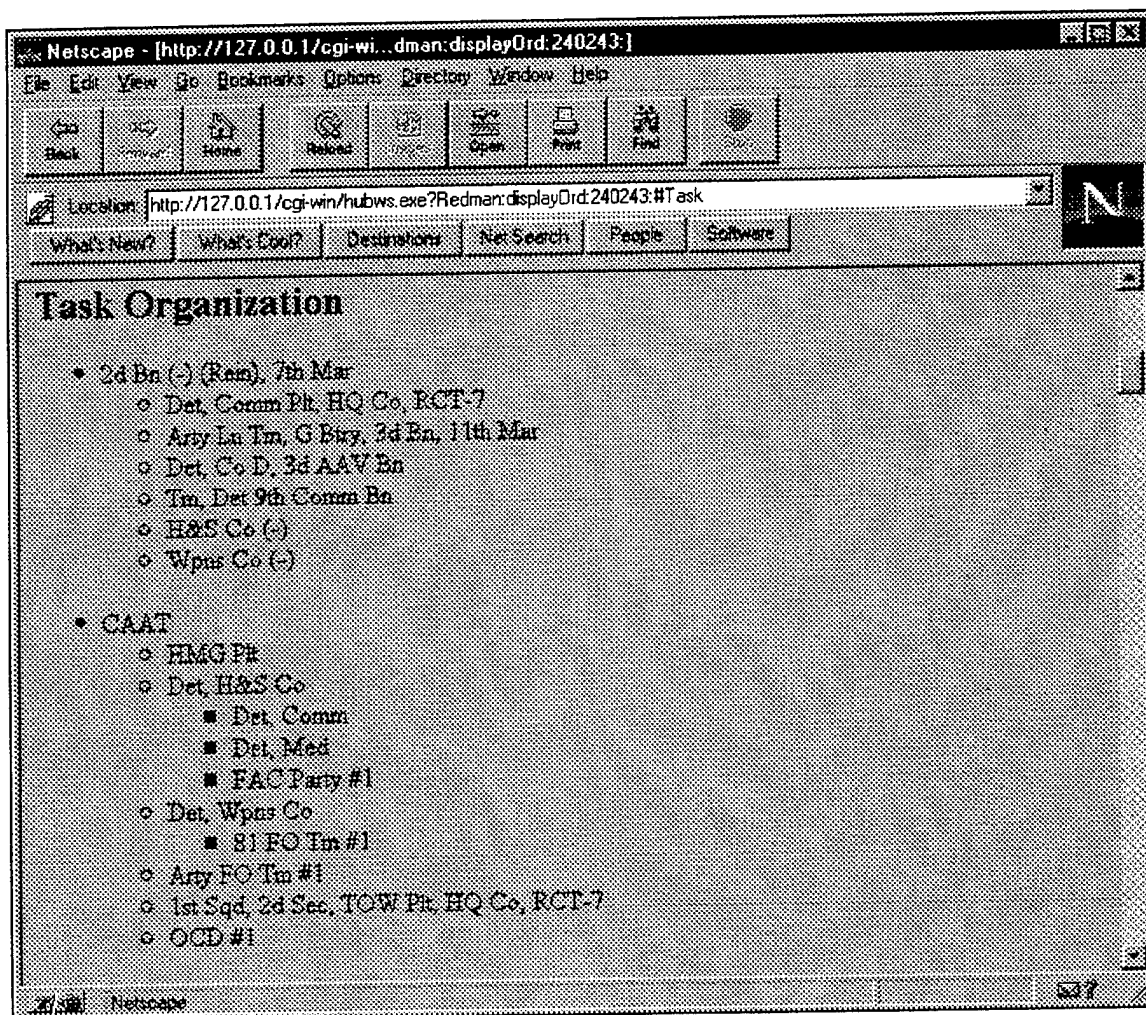 Netscape - [http://127.0.0.1/cgi-wi...dman:displayOrd:240243:]
File Edit View Go Bookmarks Options Directory Window Help
Back Forward Home Reload Images Open Print Find Stop
Location: http://127.0.0.1/cgi-win/hubws.exe?Redman:displayOrd:240243:#Task
N
What's New? What's Cool? Destinations Net Search People Software
Task Organization
2d Bn (-) (Rein), 7th Mar
Det, Comm Plt, HQ Co, RCT-7
Arty Ln Tm, G Btry, 3d Bn, 11th Mar
Det, Co D, 3d AAV Bn
Tm, Det 9th Comm Bn
H&S Co (-)
Wpns Co (-)
CAAT
HMG Plt
Det, H&S Co
Det, Comm
Det, Med
FAC Party #1
Det, Wpns Co
81 FO Tm #1
Arty FO Tm #1
1st Sqd, 2d Sec, TOW Plt, HQ Co, RCT-7
OCD #1
Netscape